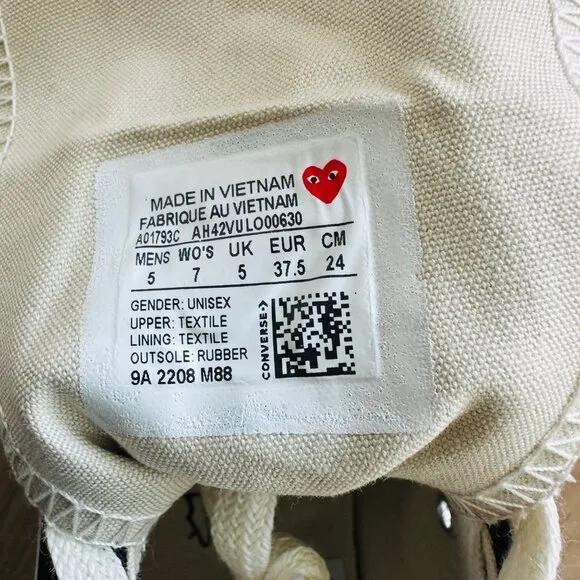 MADE IN VIETNAM
FABRIQUE AU VIETNAM
A01793C AH42VULO00630
MENS WO'S UK EUR CM
5 7 5 37.5 24
GENDER: UNISEX
UPPER: TEXTILE
LINING: TEXTILE
OUTSOLE: RUBBER
9A 2208 M88
CONVERSE